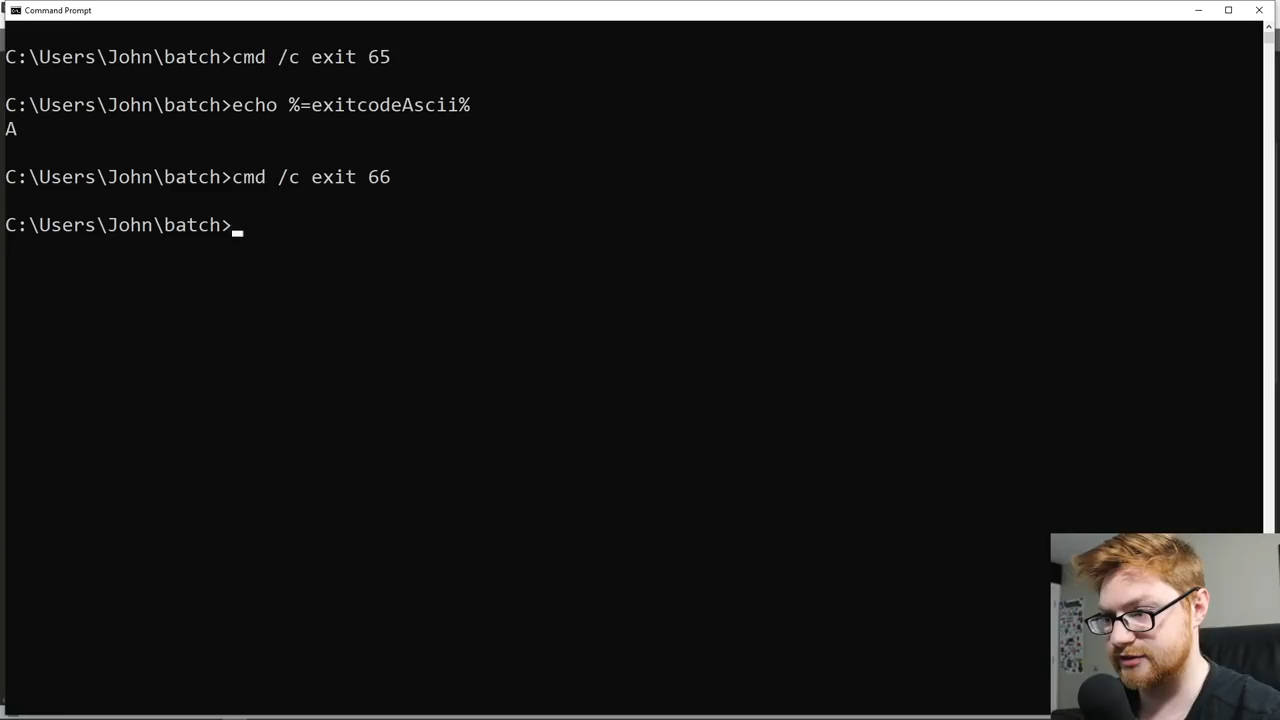 Command Prompt
C:\Users\John\batch>cmd /c exit 65
C:\Users\John\batch>echo %=exitcodeAscii%
A
C:\Users\John\batch>cmd /c exit 66
C:\Users\John\batch>